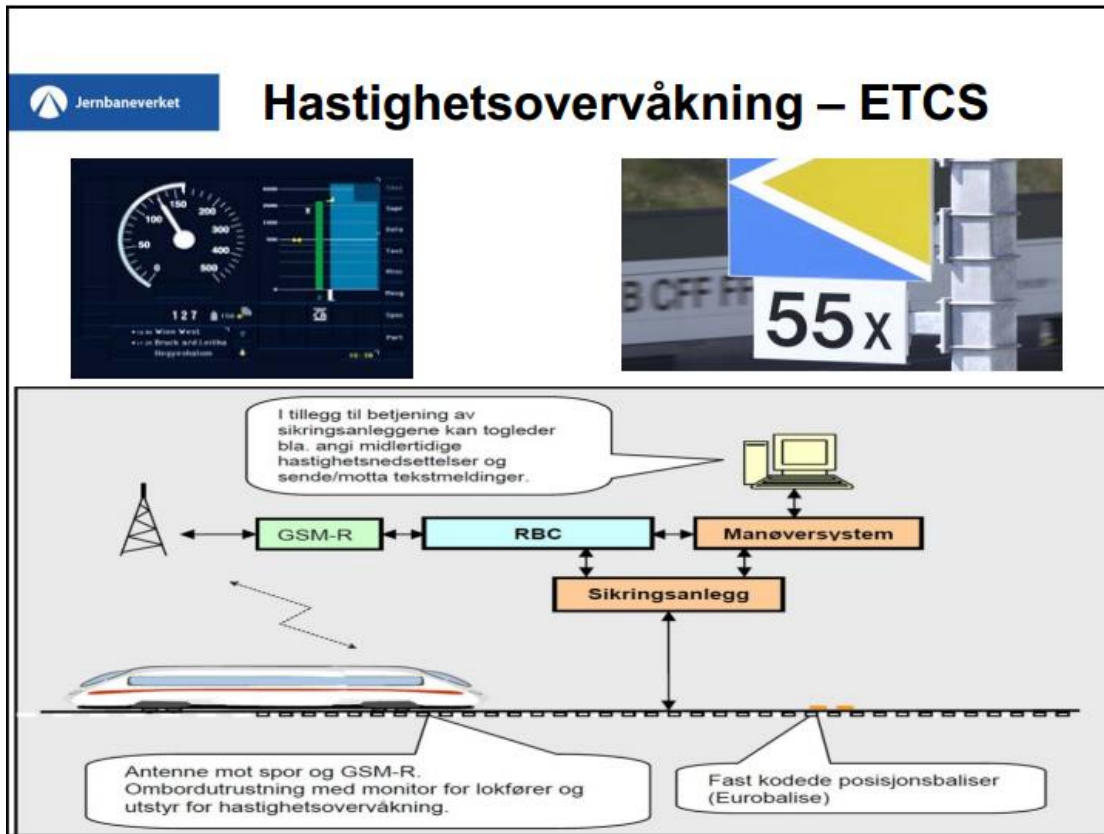 Jernbaneverket
Hastighetsovervåkning – ETCS
50
100
150
200
300
400
500
0
127
Wien West
Bruck and Leitha
Hegyeshalom
B CFF
55x
I tillegg til betjening av
sikringsanleggene kan togleder
bla. angi midlertidige
hastighetsnedsettelser og
sende/motta tekstmeldinger.
GSM-R
RBC
Manøversystem
Sikringsanlegg
Antenne mot spor og GSM-R.
Ombordutrustning med monitor for lokfører og
utstyr for hastighetsovervåkning.
Fast kodede posisjonsbaliser
(Eurobalise)